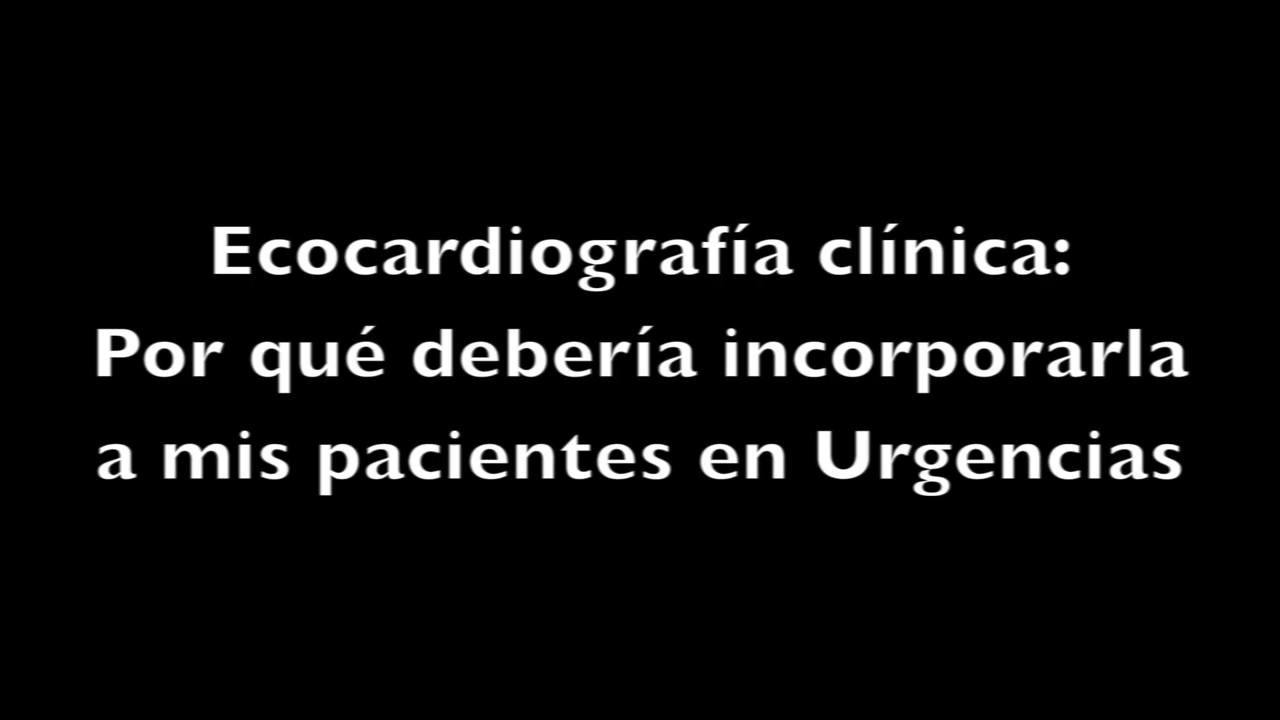 Ecocardiografía clínica:
Por qué debería incorporarla
a mis pacientes en Urgencias